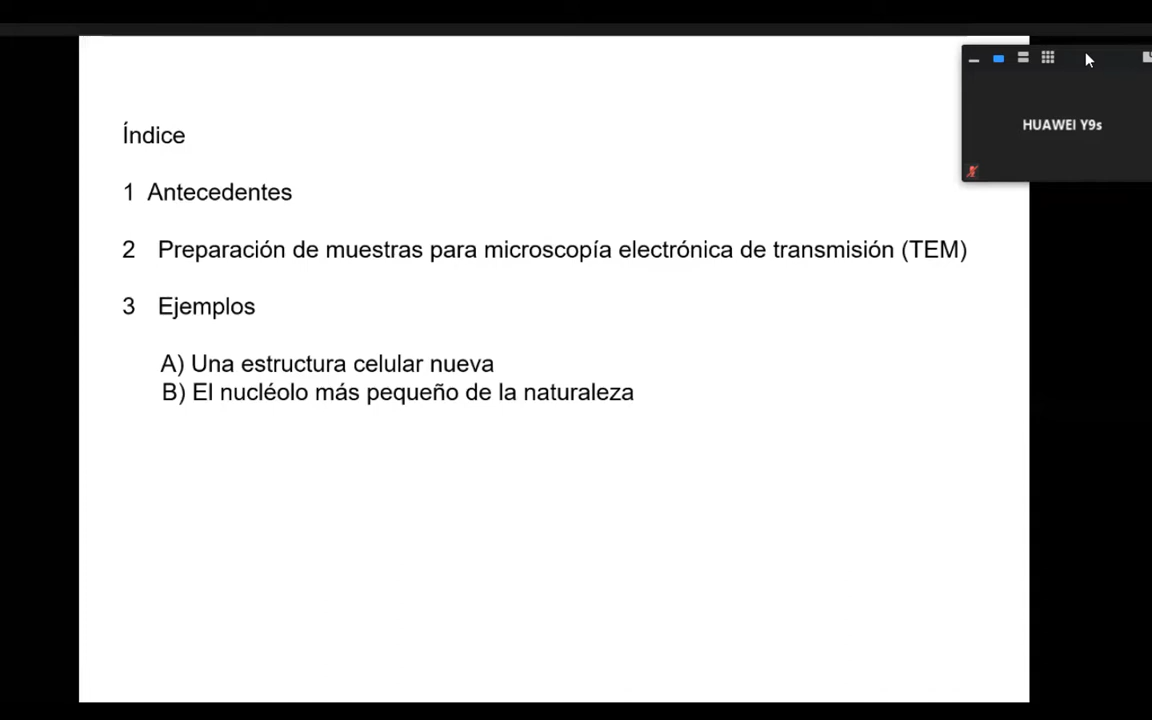 Índice
1 Antecedentes
2 Preparación de muestras para microscopía electrónica de transmisión (TEM)
3 Ejemplos
A) Una estructura celular nueva
B) El nucléolo más pequeño de la naturaleza
HUAWEI Y9s